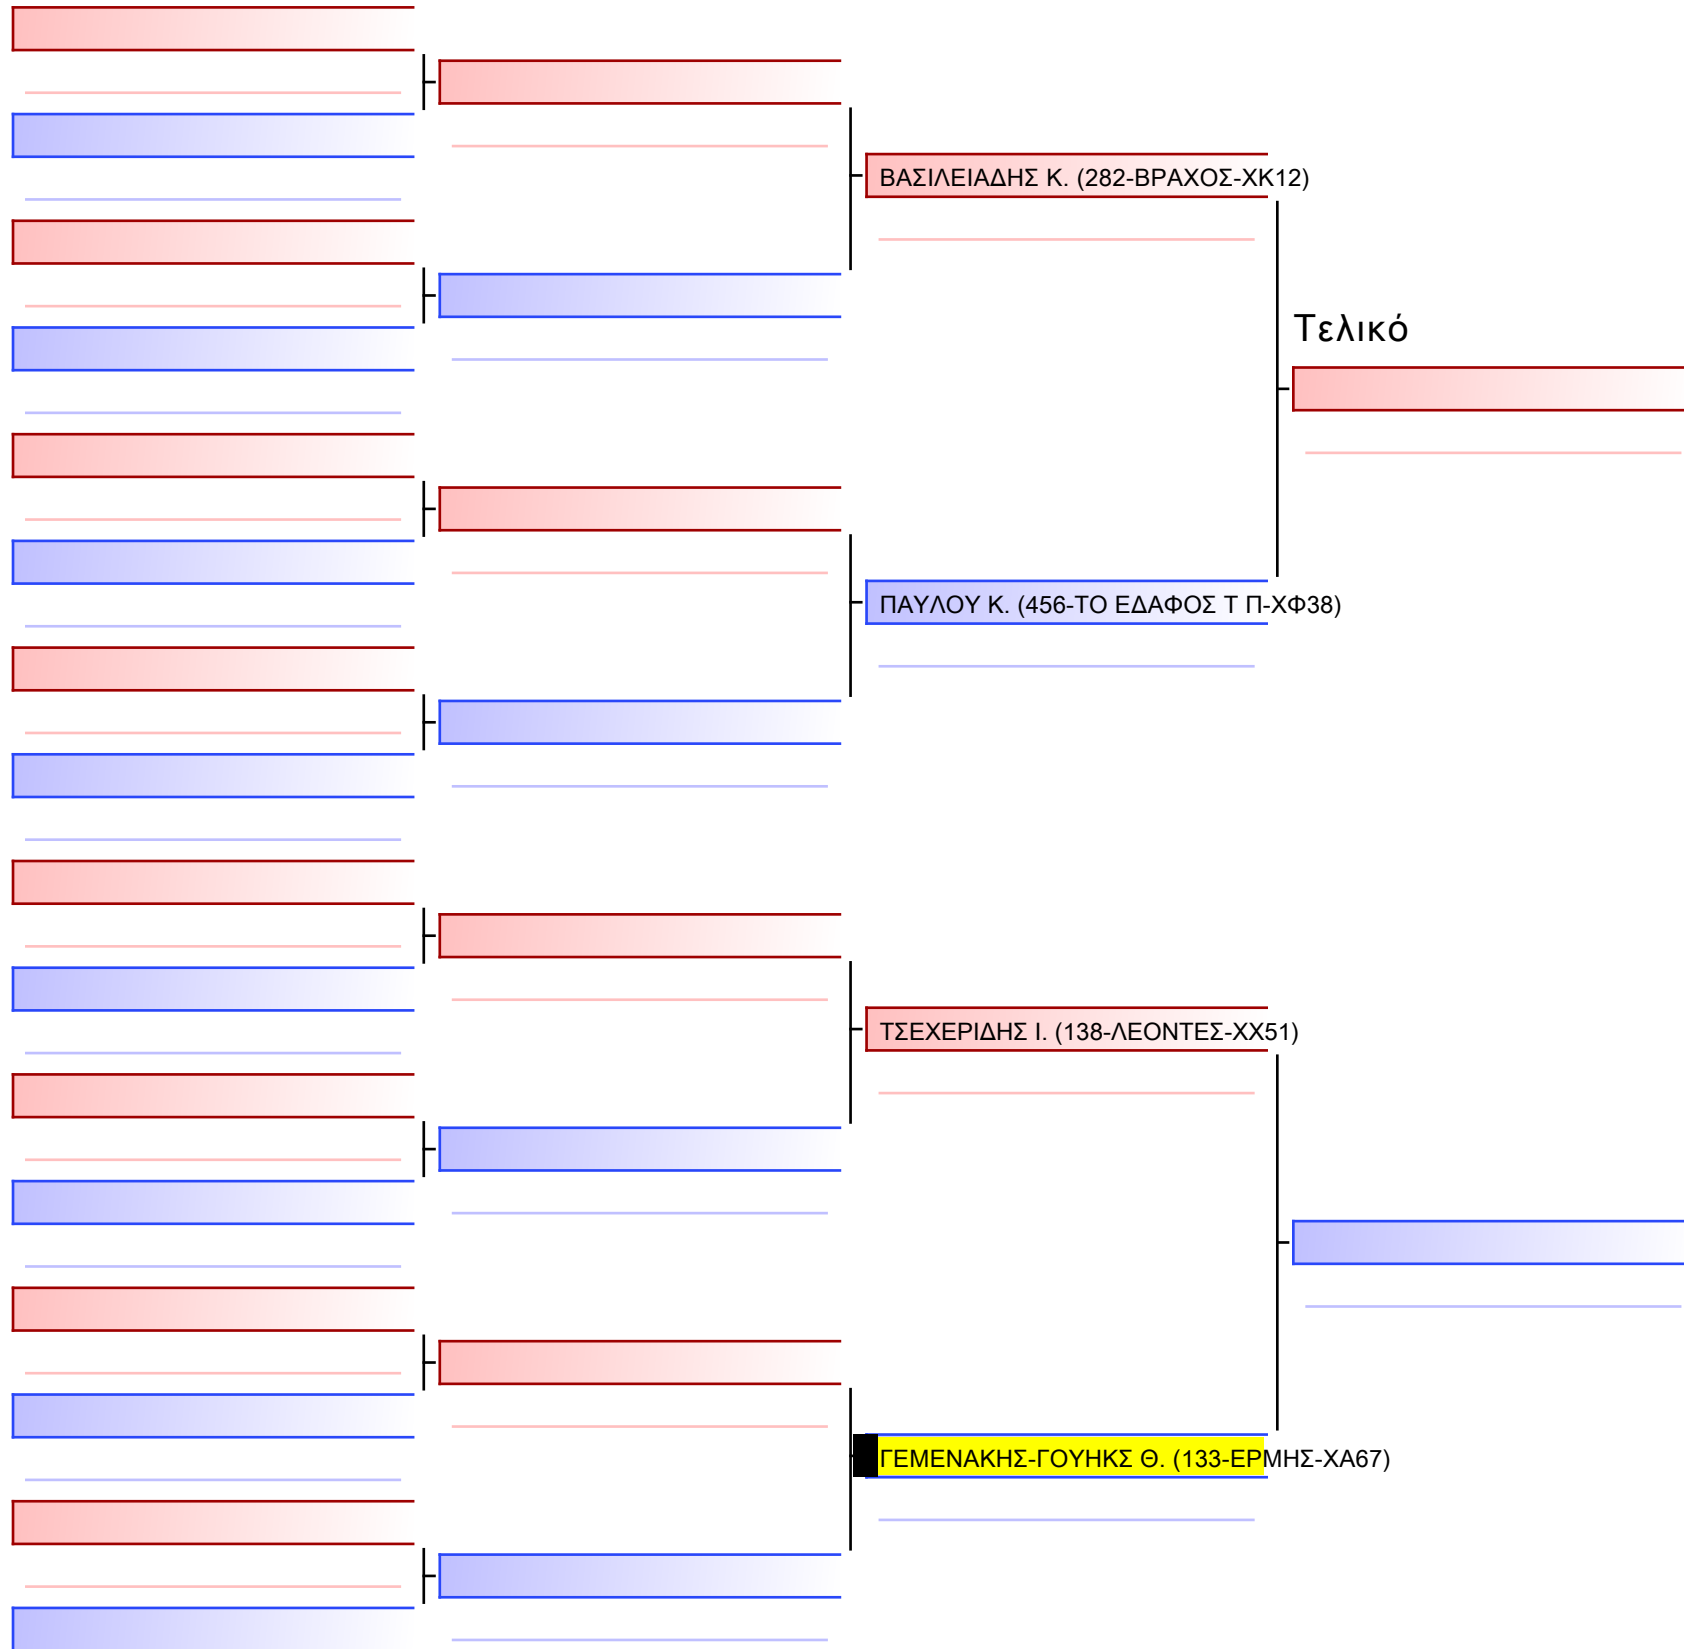 ΒΑΣΙΛΕΙΑΔΗΣ Κ. (282-ΒΡΑΧΟΣ-ΧΚ12)
Τελικό
ΠΑΥΛΟΥ Κ. (456-ΤΟ ΕΔΑΦΟΣ Τ Π-ΧΦ38)
ΤΣΕΧΕΡΙΔΗΣ Ι. (138-ΛΕΟΝΤΕΣ-ΧΧ51)
ΓΕΜΕΝΑΚΗΣ-ΓΟΥΗΚΣ Θ. (133-ΕΡΜΗΣ-ΧΑ67)